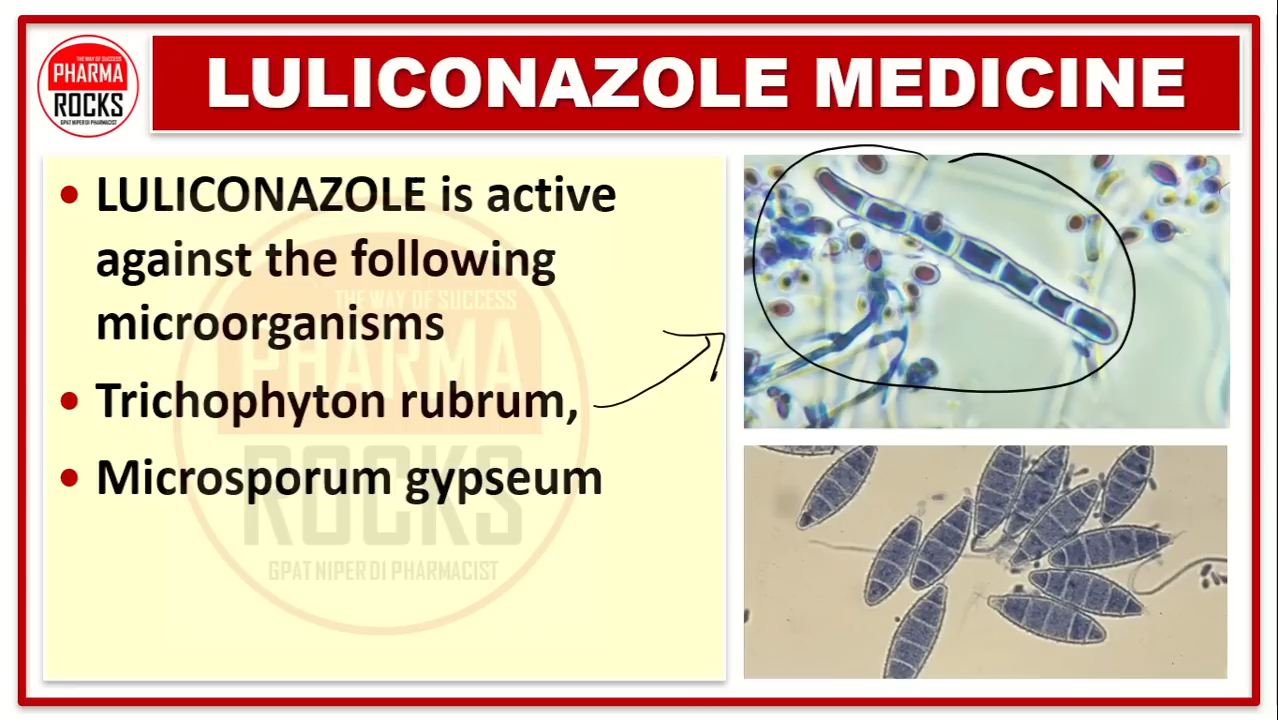 THE WAY OF SUCCESS
PHARMA
ROCKS
GPAT NIPER DI PHARMACIST
LULICONAZOLE MEDICINE
• LULICONAZOLE is active
against the following
microorganisms
• Trichophyton rubrum,
• Microsporum gypseum
THE WAY OF SUCCESS
PHARMA
ROCKS
GPAT NIPER DI PHARMACIST